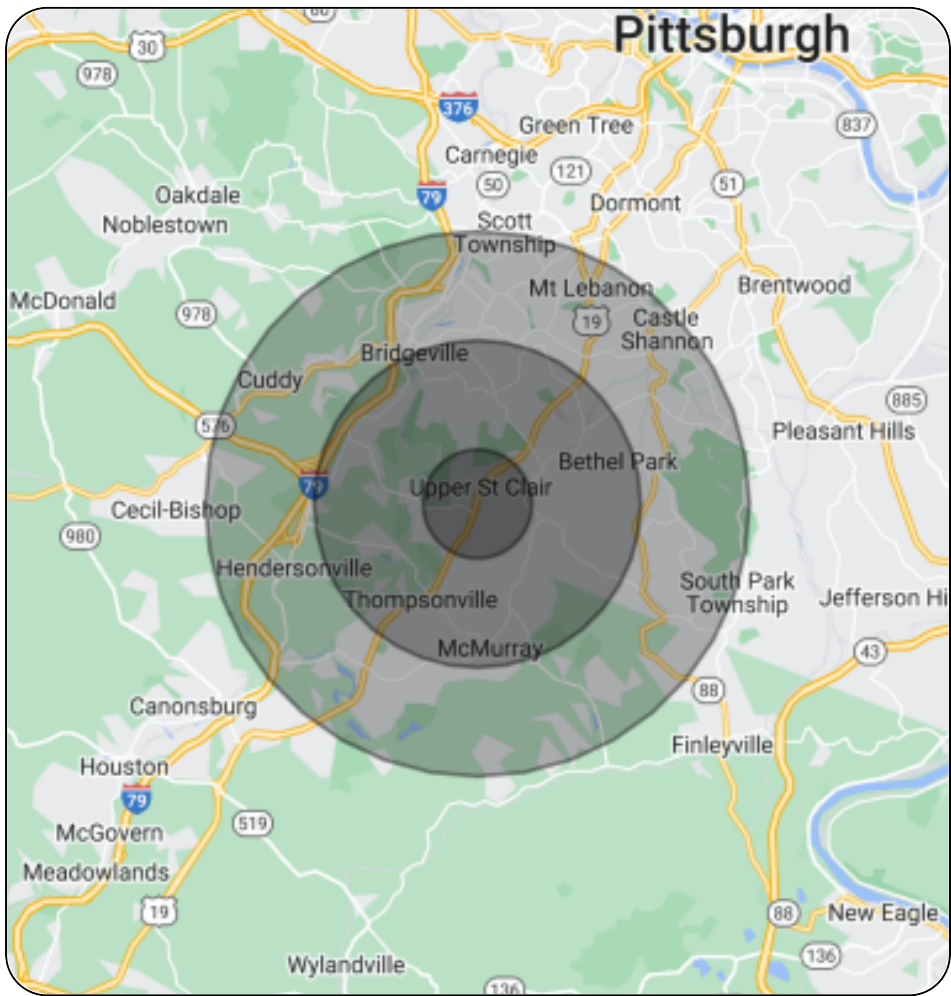 60
Pittsburgh
30
978
376
837
Green Tree
Carnegie
121
50
51
79
Oakdale
Dormont
Noblestown
Scott
Township
Mt Lebanon
Brentwood
McDonald
978
19
Castle
Shannon
Bridgeville
Cuddy
885
576
Pleasant Hills
Bethel Park
79
Upper St Clair
Cecil-Bishop
980
Hendersonville
South Park
Township
Thompsonville
Jefferson Hi
McMurray
43
88
Canonsburg
Finleyville
Houston
79
519
McGovern
Meadowlands
19
88
New Eagle
136
Wylandville
136